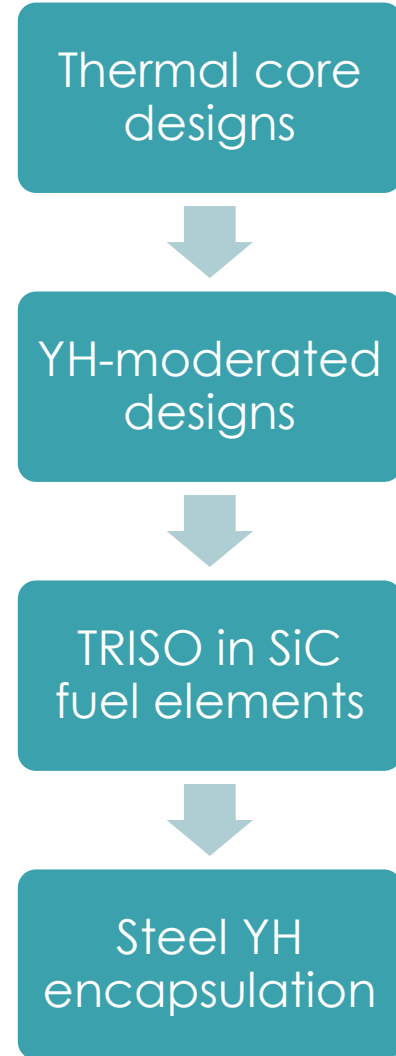 Thermal core
designs
YH-moderated
designs
TRISO in SiC
fuel elements
Steel YH
encapsulation